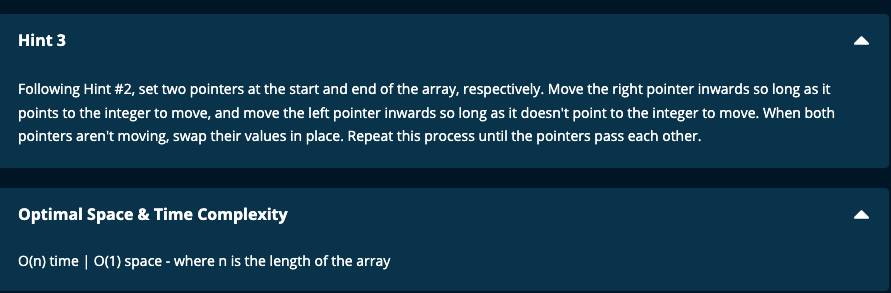 Hint 3
Following Hint #2, set two pointers at the start and end of the array, respectively. Move the right pointer inwards so long as it
points to the integer to move, and move the left pointer inwards so long as it doesn't point to the integer to move. When both
pointers aren't moving, swap their values in place. Repeat this process until the pointers pass each other.
Optimal Space & Time Complexity
O(n) time | O(1) space - where n is the length of the array